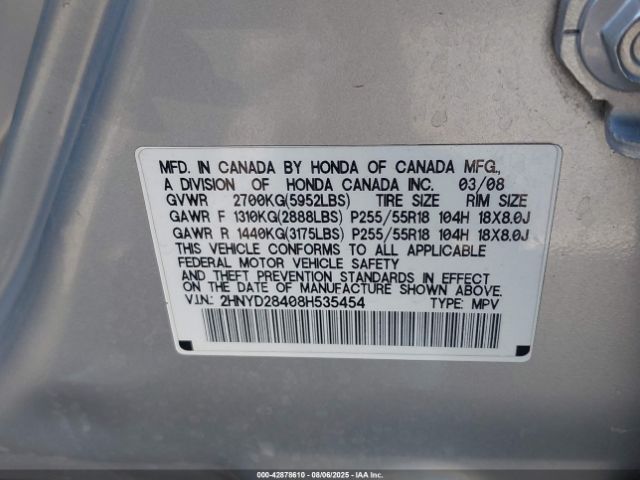 MFD. IN CANADA BY HONDA OF CANADA MFG.,
A DIVISION OF HONDA CANADA INC. 03/08
GVWR 2700KG(5952LBS) TIRE SIZE RIM SIZE
GAWR F 1310KG(2888LBS) P255/55R18 104H 18X8.0J
GAWR R 1440KG(3175LBS) P255/55R18 104H 18X8.0J
THIS VEHICLE CONFORMS TO ALL APPLICABLE
FEDERAL MOTOR VEHICLE SAFETY
AND THEFT PREVENTION STANDARDS IN EFFECT
ON THE DATE OF MANUFACTURE SHOWN ABOVE.
V.I.N.: 2HNYD28408H535454 TYPE: MPV
000-42878610 - 08/06/2025 - IAAI.COM